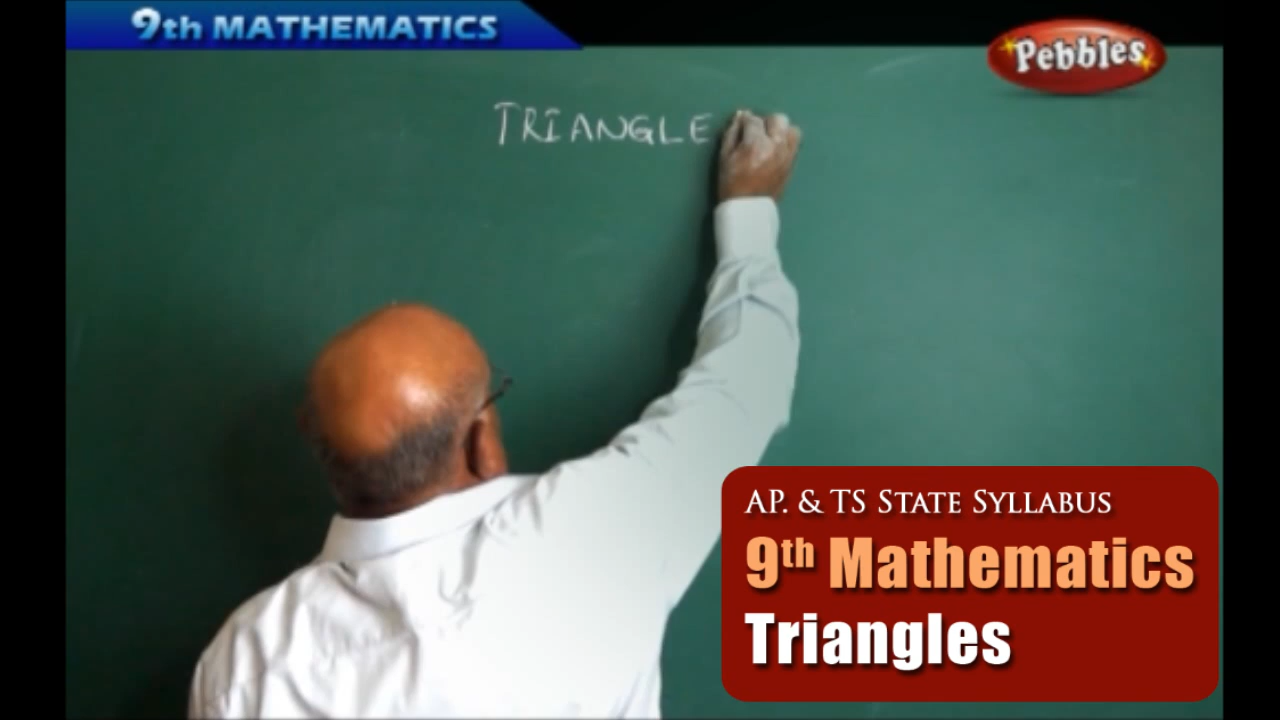 9th MATHEMATICS
Pebbles
TRIANGLE
AP. & TS STATE SYLLABUS
9th Mathematics
Triangles